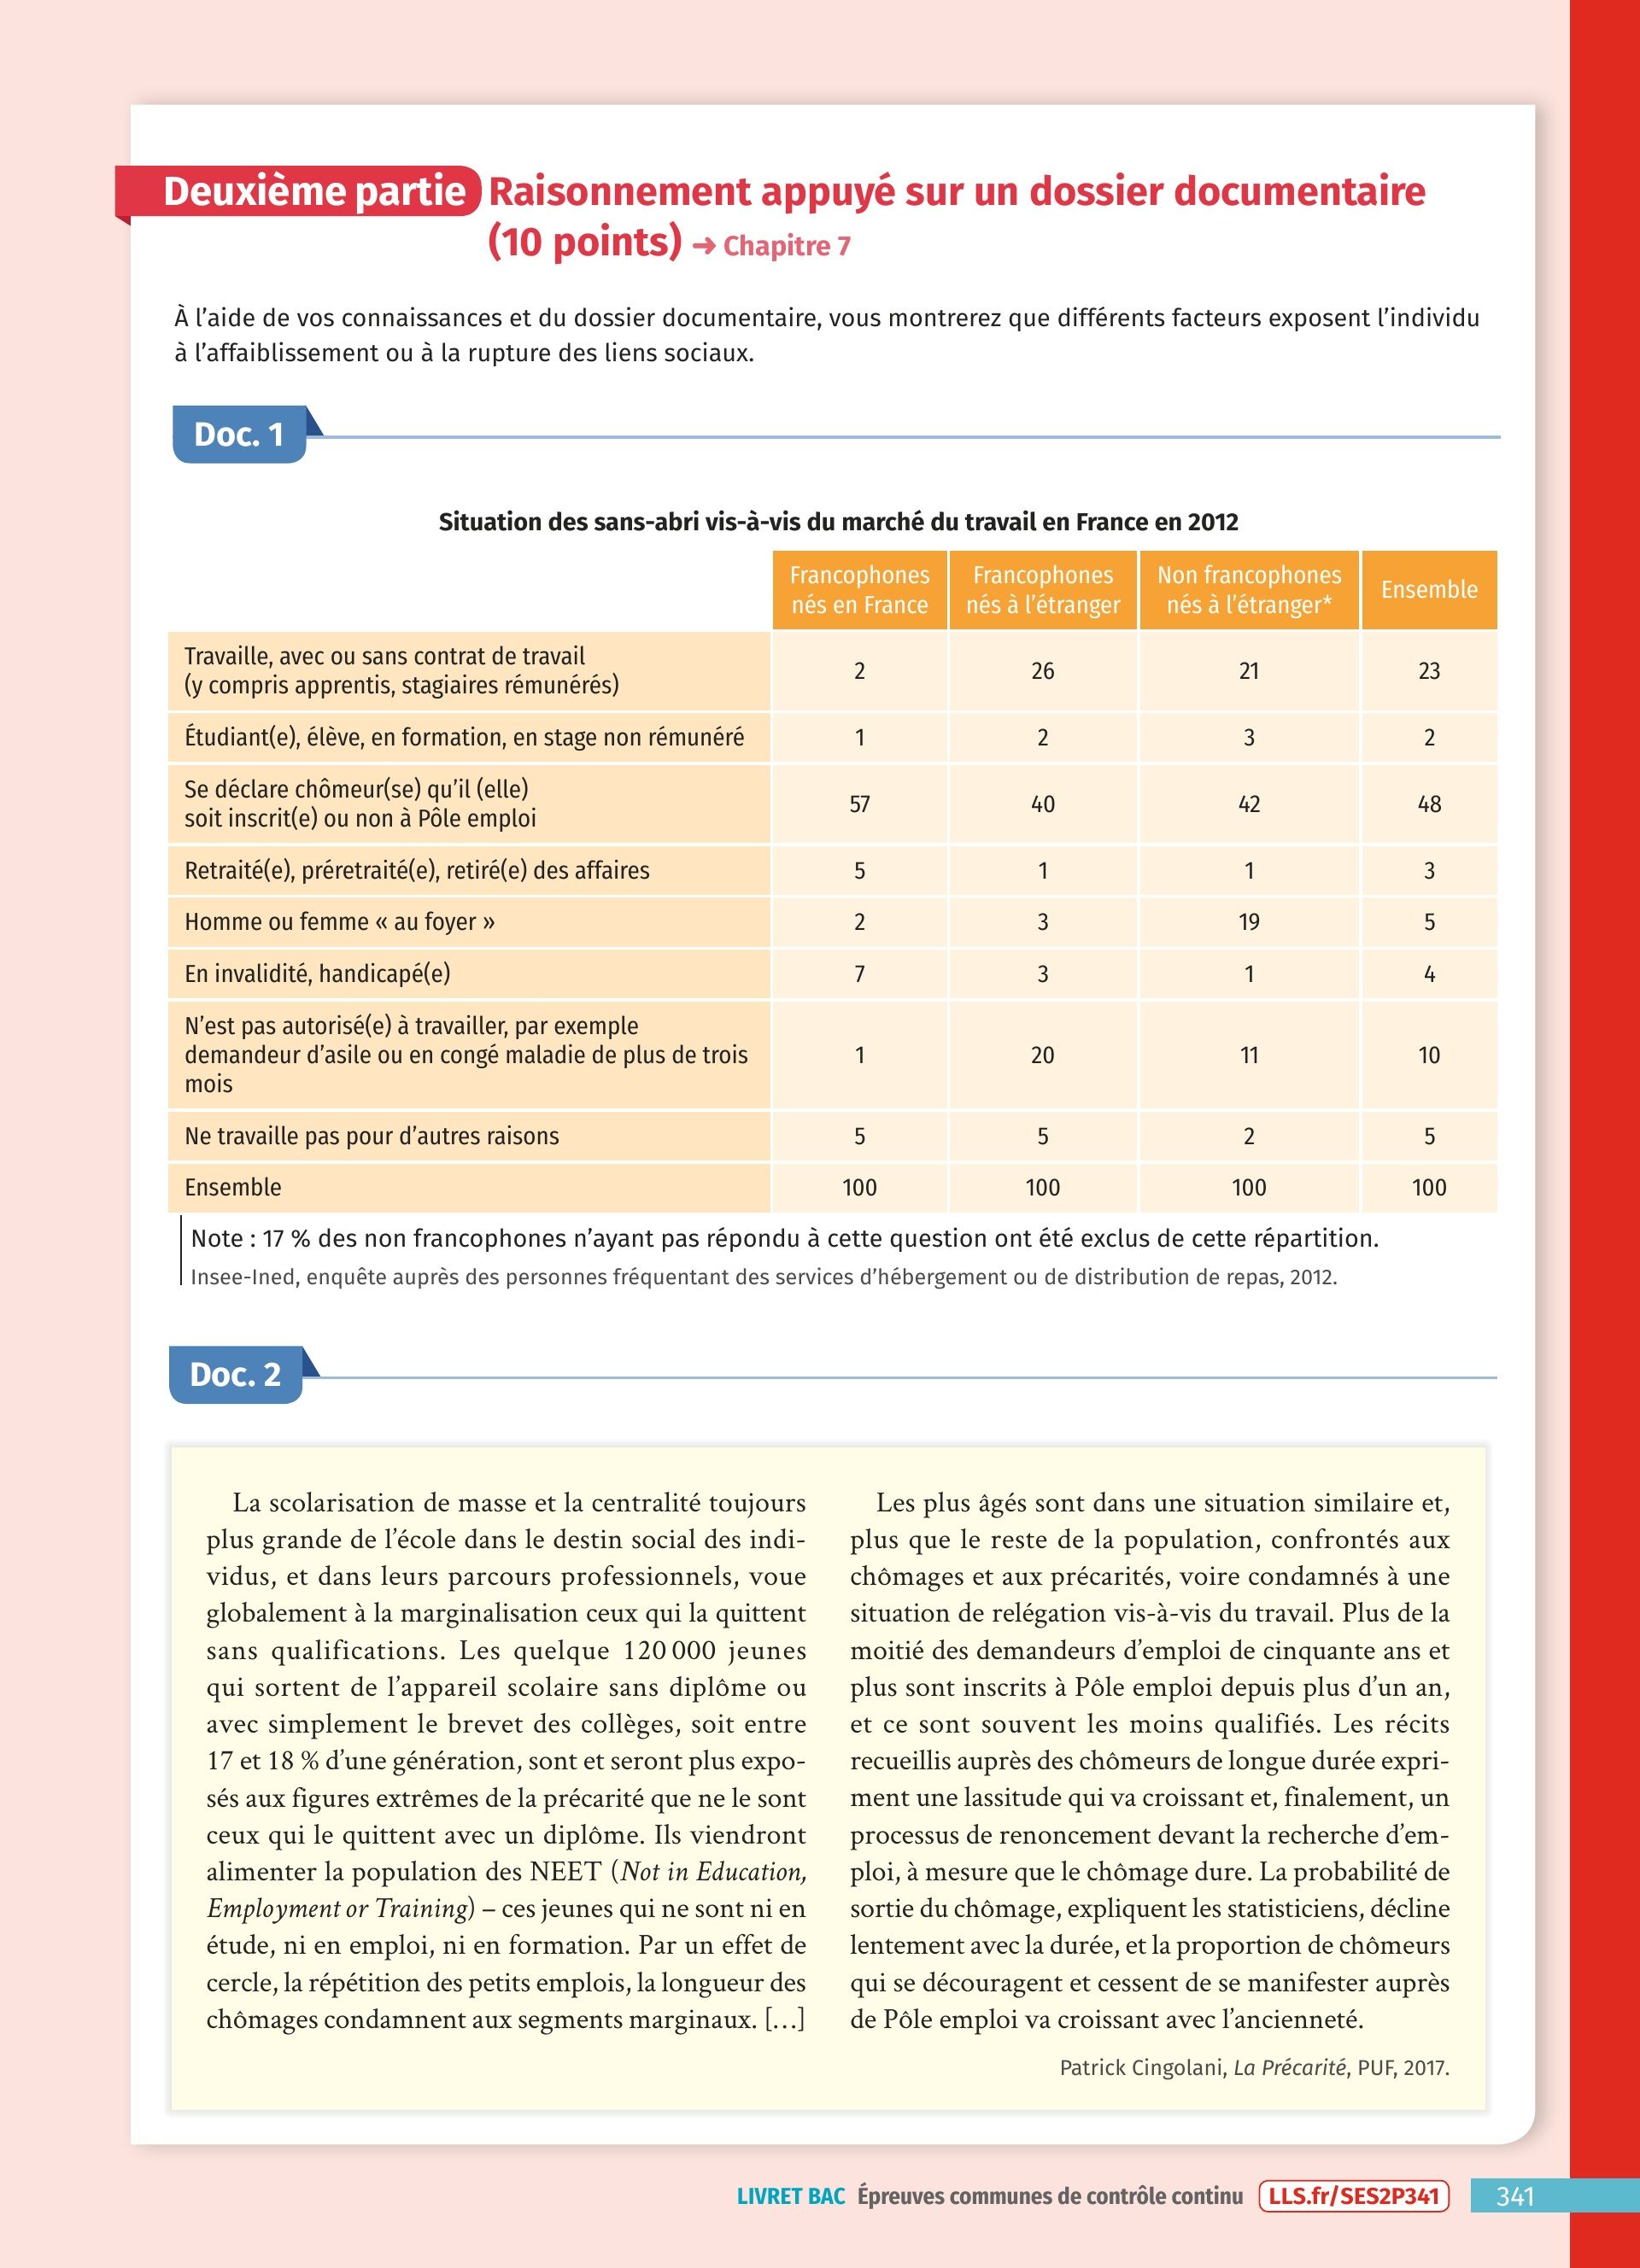 Deuxième partie Raisonnement appuyé sur un dossier documentaire
(10 points) ➜ Chapitre 7
À l’aide de vos connaissances et du dossier documentaire, vous montrerez que différents facteurs exposent l’individu
à l’affaiblissement ou à la rupture des liens sociaux.
Doc. 1
Situation des sans-abri vis-à-vis du marché du travail en France en 2012
Francophones nés en France | Francophones nés à l’étranger | Non francophones nés à l’étranger* | Ensemble
Travaille, avec ou sans contrat de travail
(y compris apprentis, stagiaires rémunérés) 2 26 21 23
Étudiant(e), élève, en formation, en stage non rémunéré 1 2 3 2
Se déclare chômeur(se) qu’il (elle)
soit inscrit(e) ou non à Pôle emploi 57 40 42 48
Retraité(e), préretraité(e), retiré(e) des affaires 5 1 1 3
Homme ou femme « au foyer » 2 3 19 5
En invalidité, handicapé(e) 7 3 1 4
N’est pas autorisé(e) à travailler, par exemple
demandeur d’asile ou en congé maladie de plus de trois
mois 1 20 11 10
Ne travaille pas pour d’autres raisons 5 5 2 5
Ensemble 100 100 100 100
Note : 17 % des non francophones n’ayant pas répondu à cette question ont été exclus de cette répartition.
Insee-Ined, enquête auprès des personnes fréquentant des services d’hébergement ou de distribution de repas, 2012.
Doc. 2
La scolarisation de masse et la centralité toujours
plus grande de l’école dans le destin social des indi-
vidus, et dans leurs parcours professionnels, voue
globalement à la marginalisation ceux qui la quittent
sans qualifications. Les quelque 120 000 jeunes
qui sortent de l’appareil scolaire sans diplôme ou
avec simplement le brevet des collèges, soit entre
17 et 18 % d’une génération, sont et seront plus expo-
sés aux figures extrêmes de la précarité que ne le sont
ceux qui le quittent avec un diplôme. Ils viendront
alimenter la population des NEET (Not in Education,
Employment or Training) – ces jeunes qui ne sont ni en
étude, ni en emploi, ni en formation. Par un effet de
cercle, la répétition des petits emplois, la longueur des
chômages condamnent aux segments marginaux. […]
Les plus âgés sont dans une situation similaire et,
plus que le reste de la population, confrontés aux
chômages et aux précarités, voire condamnés à une
situation de relégation vis-à-vis du travail. Plus de la
moitié des demandeurs d’emploi de cinquante ans et
plus sont inscrits à Pôle emploi depuis plus d’un an,
et ce sont souvent les moins qualifiés. Les récits
recueillis auprès des chômeurs de longue durée expri-
ment une lassitude qui va croissant et, finalement, un
processus de renoncement devant la recherche d’em-
ploi, à mesure que le chômage dure. La probabilité de
sortie du chômage, expliquent les statisticiens, décline
lentement avec la durée, et la proportion de chômeurs
qui se découragent et cessent de se manifester auprès
de Pôle emploi va croissant avec l’ancienneté.
Patrick Cingolani, La Précarité, PUF, 2017.
LIVRET BAC Épreuves communes de contrôle continu LLS.fr/SES2P341 341